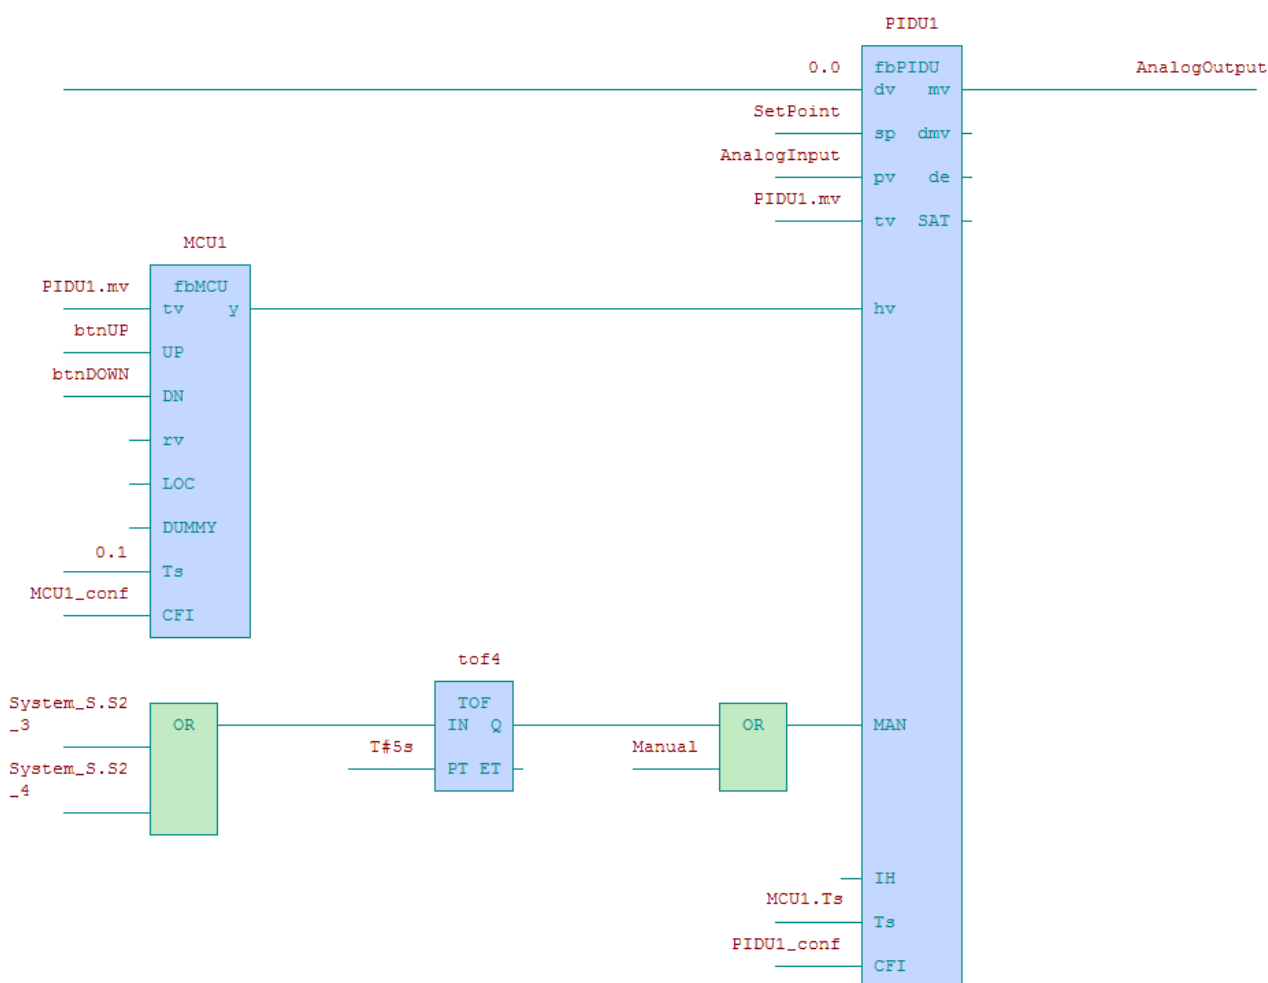 PIDU1
0.0 fbPIDU AnalogOutput
dv mv
SetPoint
sp dmv
AnalogInput
pv de
PIDU1.mv
tv SAT
MCU1
PIDU1.mv fbMCU
tv y hv
btnUP
UP
btnDOWN
DN
rv
LOC
DUMMY
0.1
Ts
MCU1_conf
CFI
tof4
System_S.S2 TOF
_3 OR IN Q OR MAN
T#5s Manual
System_S.S2 PT ET
_4
IH
MCU1.Ts
Ts
PIDU1_conf
CFI